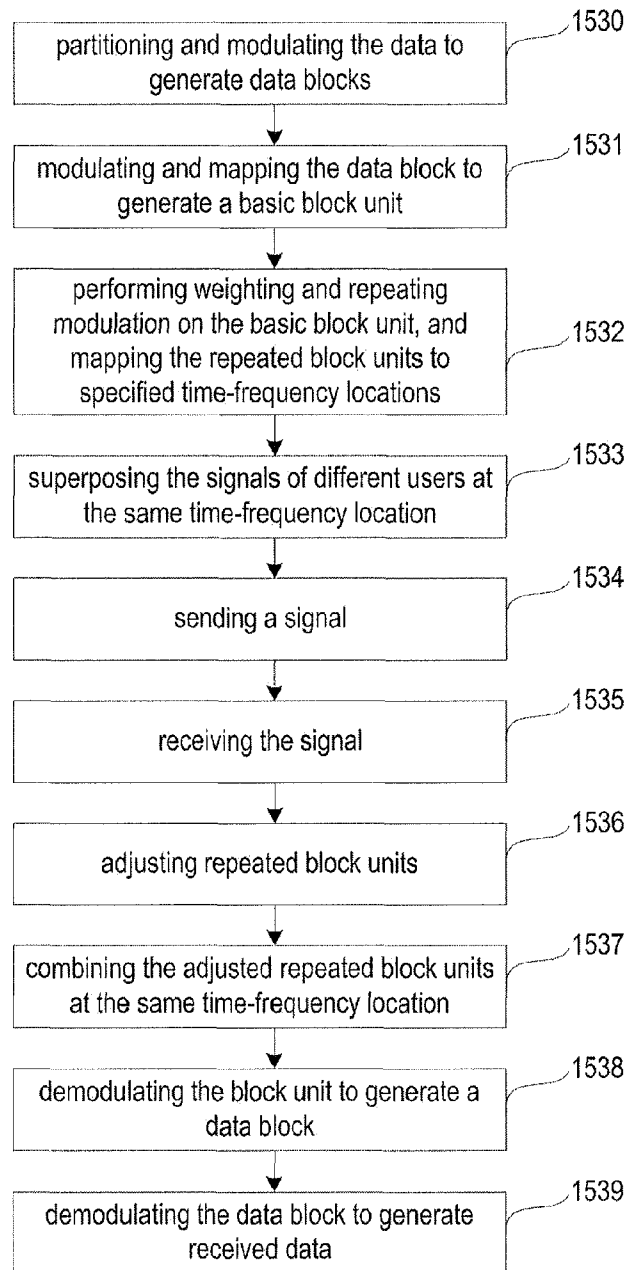 1530
partitioning and modulating the data to
generate data blocks
1531
modulating and mapping the data block to
generate a basic block unit
performing weighting and repeating
modulation on the basic block unit, and
1532
mapping the repeated block units to
specified time-frequency locations
1533
superposing the signals of different users at
the same time-frequency location
1534
sending a signal
1535
receiving the signal
1536
adjusting repeated block units
1537
combining the adjusted repeated block units
at the same time-frequency location
1538
demodulating the block unit to generate a
data block
1539
demodulating the data block to generate
received data